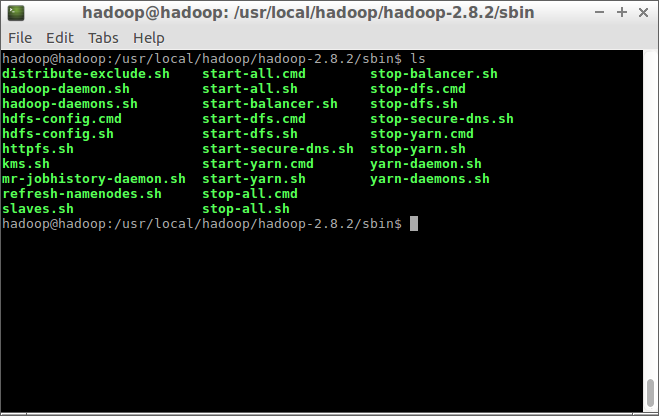 hadoop@hadoop: /usr/local/hadoop/hadoop-2.8.2/sbin
File Edit Tabs Help
hadoop@hadoop:/usr/local/hadoop/hadoop-2.8.2/sbin$ ls
distribute-exclude.sh start-all.cmd stop-balancer.sh
hadoop-daemon.sh start-all.sh stop-dfs.cmd
hadoop-daemons.sh start-balancer.sh stop-dfs.sh
hdfs-config.cmd start-dfs.cmd stop-secure-dns.sh
hdfs-config.sh start-dfs.sh stop-yarn.cmd
httpfs.sh start-secure-dns.sh stop-yarn.sh
kms.sh start-yarn.cmd yarn-daemon.sh
mr-jobhistory-daemon.sh start-yarn.sh yarn-daemons.sh
refresh-namenodes.sh stop-all.cmd
slaves.sh stop-all.sh
hadoop@hadoop:/usr/local/hadoop/hadoop-2.8.2/sbin$